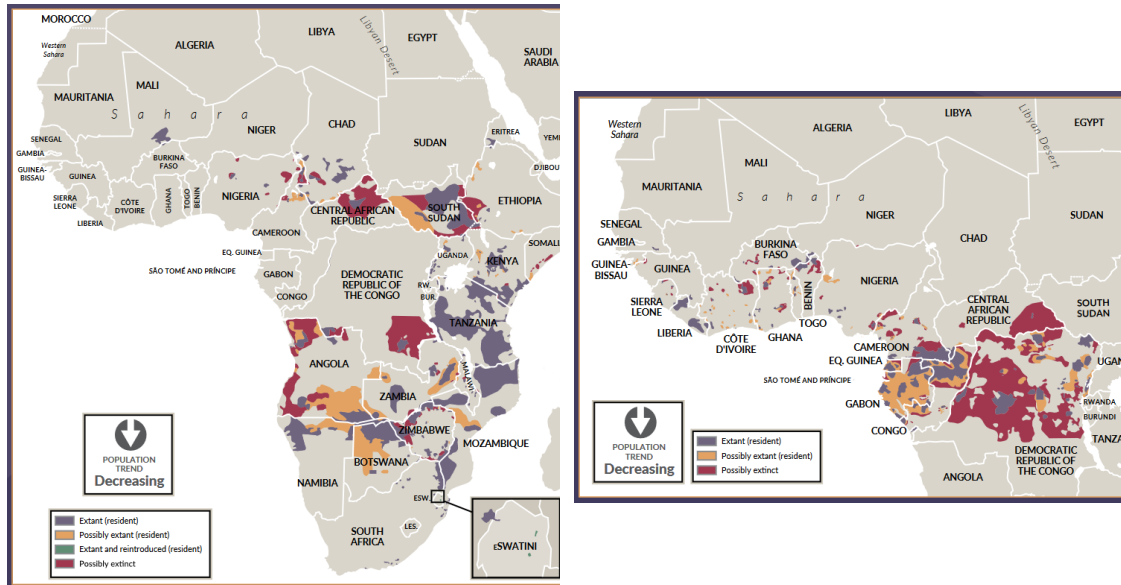 MOROCCO
Western
Sahara
ALGERIA
LIBYA
Libyan Desert
EGYPT
SAUDI
ARABIA
MAURITANIA
MALI
Sahara
NIGER
CHAD
SUDAN
ERITREA
YEM
DJIBOU
SENEGAL
GAMBIA
GUINEA-
BISSAU
GUINEA
SIERRA
LEONE
LIBERIA
CÔTE
D'IVOIRE
BURKINA
FASO
GHANA
TOGO
BENIN
NIGERIA
CAMEROON
CENTRAL AFRICAN
REPUBLIC
SOUTH
SUDAN
ETHIOPIA
SOMALI
EQ. GUINEA
SÃO TOMÉ AND PRÍNCIPE
GABON
CONGO
DEMOCRATIC
REPUBLIC OF
THE CONGO
UGANDA
KENYA
RW.
BUR.
TANZANIA
ANGOLA
ZAMBIA
MALAWI
ZIMBABWE
MOZAMBIQUE
BOTSWANA
NAMIBIA
ESW.
LES.
SOUTH
AFRICA
ESWATINI
POPULATION
TREND
Decreasing
Extant (resident)
Possibly extant (resident)
Extant and reintroduced (resident)
Possibly extinct
Western
Sahara
ALGERIA
LIBYA
Libyan Desert
EGYPT
MAURITANIA
MALI
Sahara
NIGER
CHAD
SUDAN
SENEGAL
GAMBIA
GUINEA-
BISSAU
GUINEA
SIERRA
LEONE
LIBERIA
CÔTE
D'IVOIRE
BURKINA
FASO
GHANA
TOGO
BENIN
NIGERIA
CENTRAL
AFRICAN
REPUBLIC
SOUTH
SUDAN
CAMEROON
EQ. GUINEA
SÃO TOMÉ AND PRÍNCIPE
GABON
CONGO
UGAN
RWANDA
BURUNDI
TANZA
DEMOCRATIC
REPUBLIC OF
THE CONGO
ANGOLA
POPULATION
TREND
Decreasing
Extant (resident)
Possibly extant (resident)
Possibly extinct